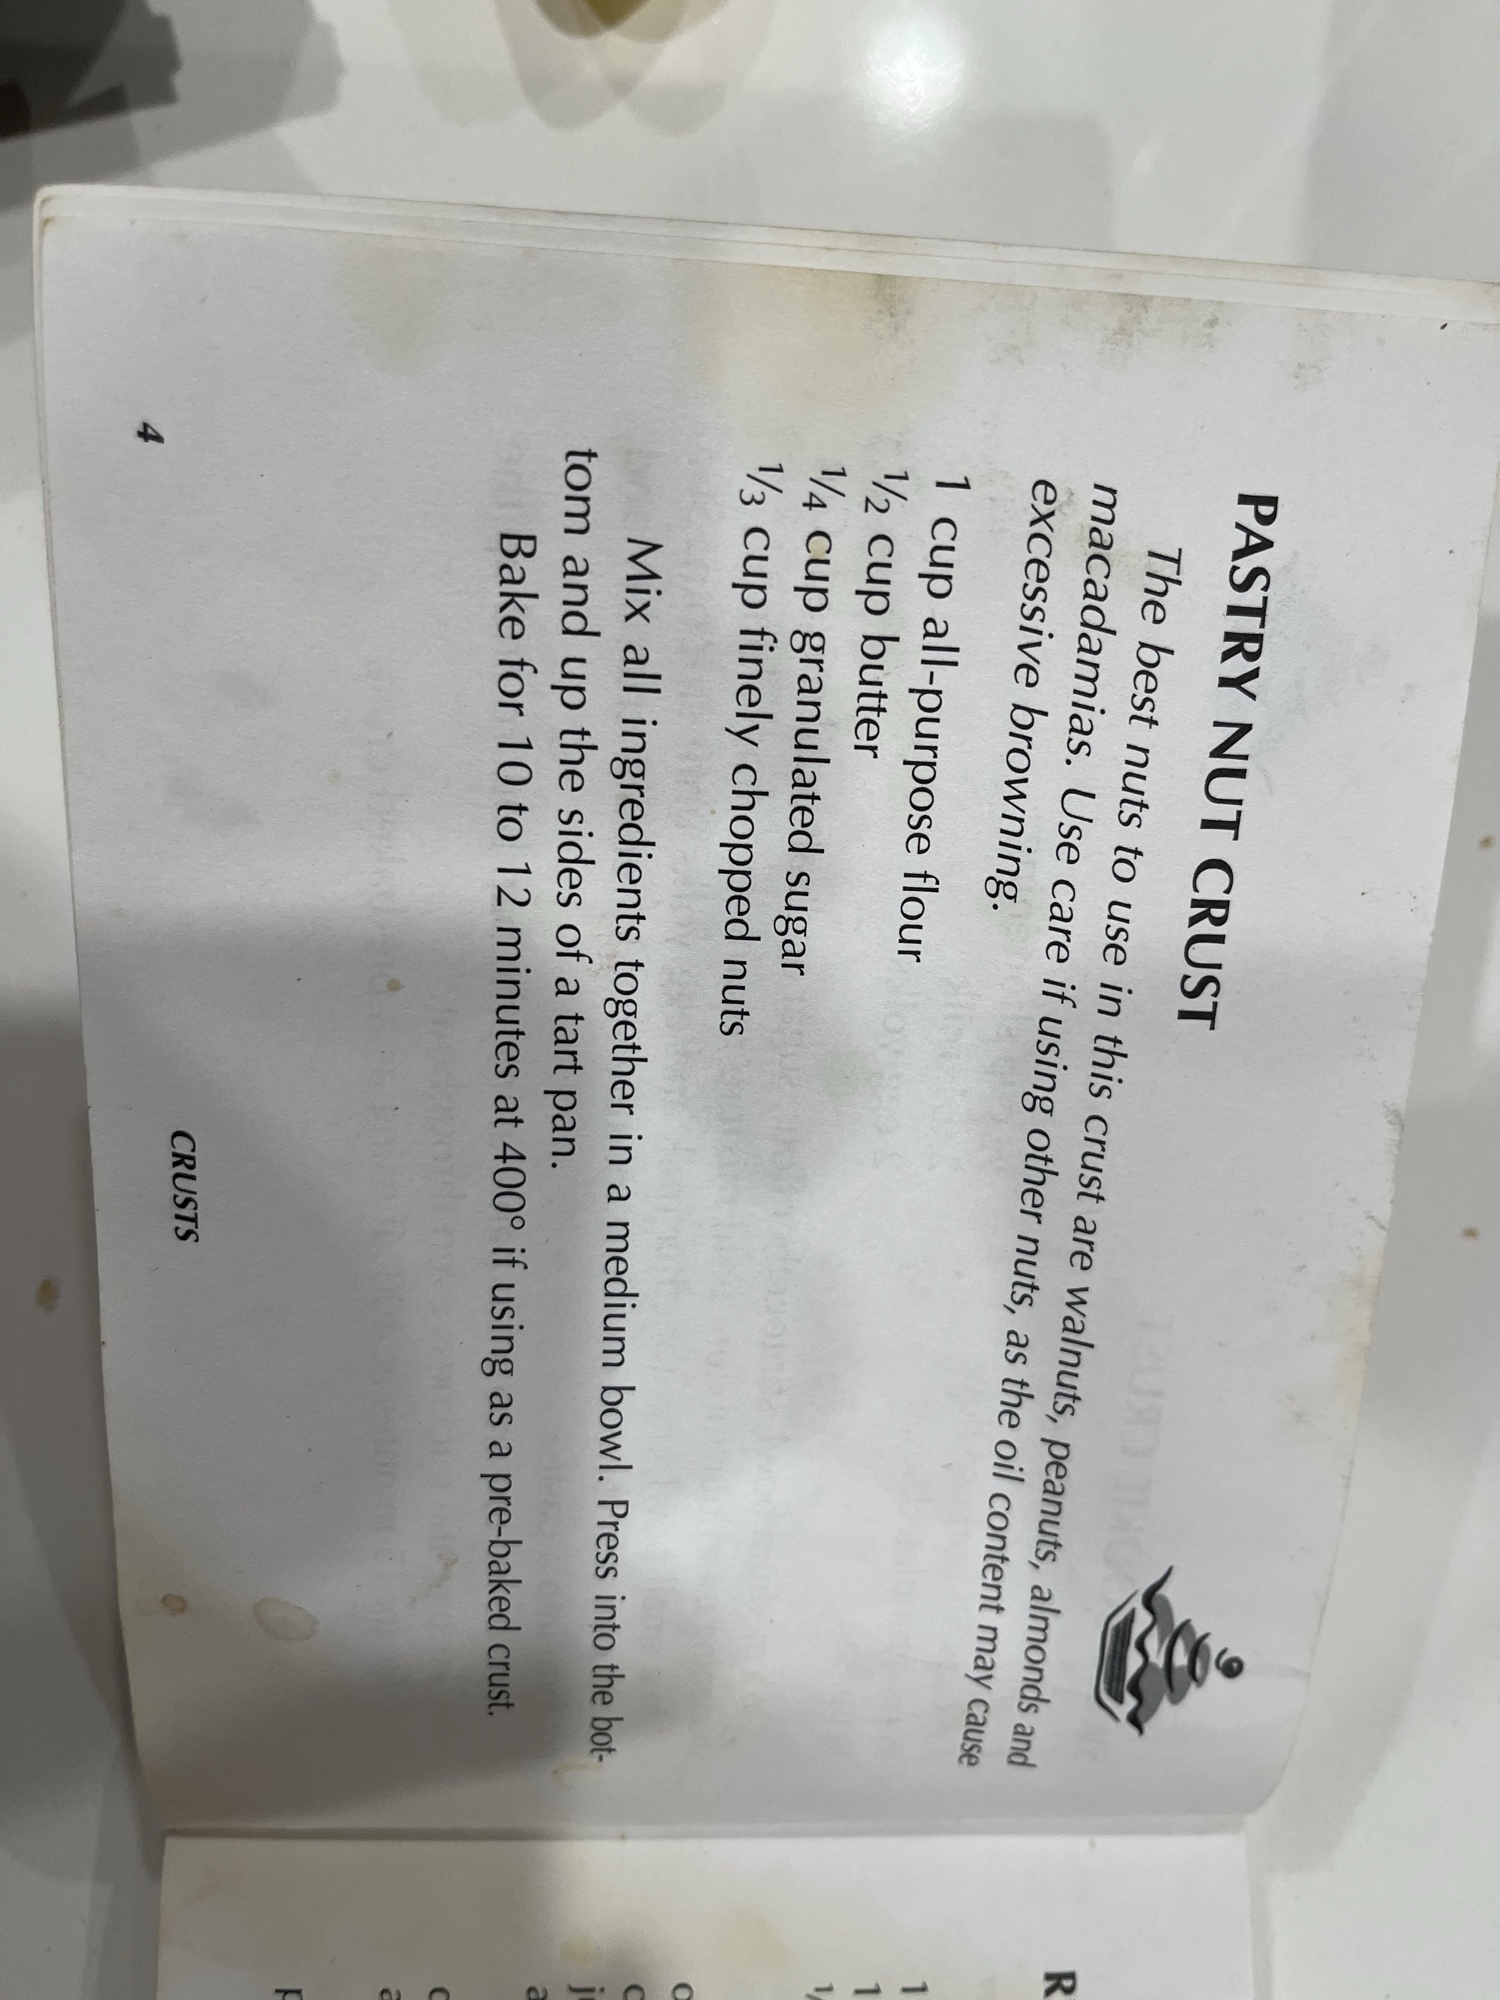 PASTRY NUT CRUST
The best nuts to use in this crust are walnuts, peanuts, almonds and
macadamias. Use care if using other nuts, as the oil content may cause
excessive browning.
1 cup all-purpose flour
1/2 cup butter
1/4 cup granulated sugar
1/3 cup finely chopped nuts
Mix all ingredients together in a medium bowl. Press into the bot-
tom and up the sides of a tart pan.
Bake for 10 to 12 minutes at 400° if using as a pre-baked crust.
4
CRUSTS